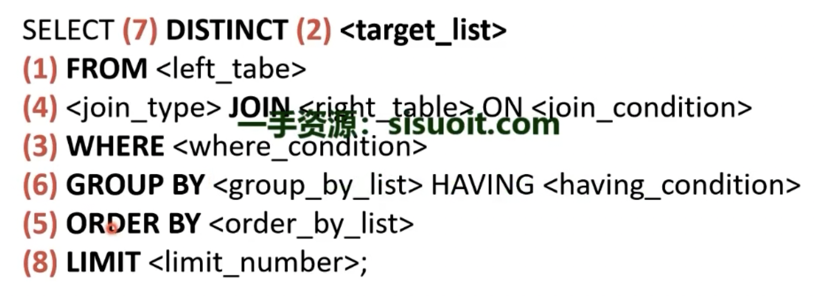 SELECT (7) DISTINCT (2) <target_list>
(1) FROM <left_tabe>
(4) <join_type> JOIN <right_table> ON <join_condition>
一手资源：sisuoit.com
(3) WHERE <where_condition>
(6) GROUP BY <group_by_list> HAVING <having_condition>
(5) ORDER BY <order_by_list>
(8) LIMIT <limit_number>;